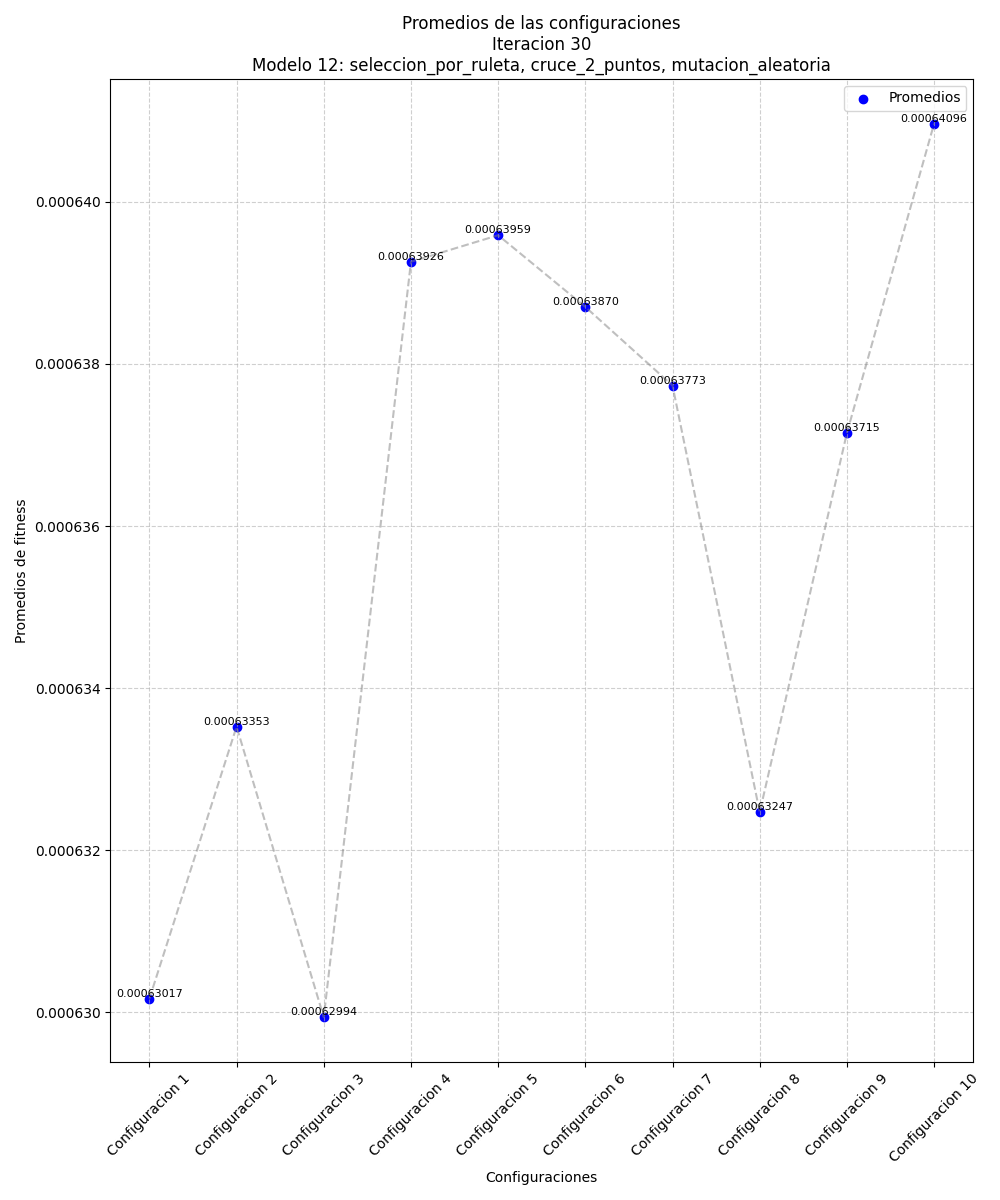 Promedios de las configuraciones
Iteracion 30
Modelo 12: seleccion_por_ruleta, cruce_2_puntos, mutacion_aleatoria
Promedios
0.00064096
0.000640
0.00063959
0.00063926
0.00063870
0.000638
0.00063773
0.00063715
0.000636
0.000634
0.00063353
0.00063247
0.000632
0.00063017
0.00062994
0.000630
Promedios de fitness
Configuracion 1
Configuracion 2
Configuracion 3
Configuracion 4
Configuracion 5
Configuracion 6
Configuracion 7
Configuracion 8
Configuracion 9
Configuracion 10
Configuraciones